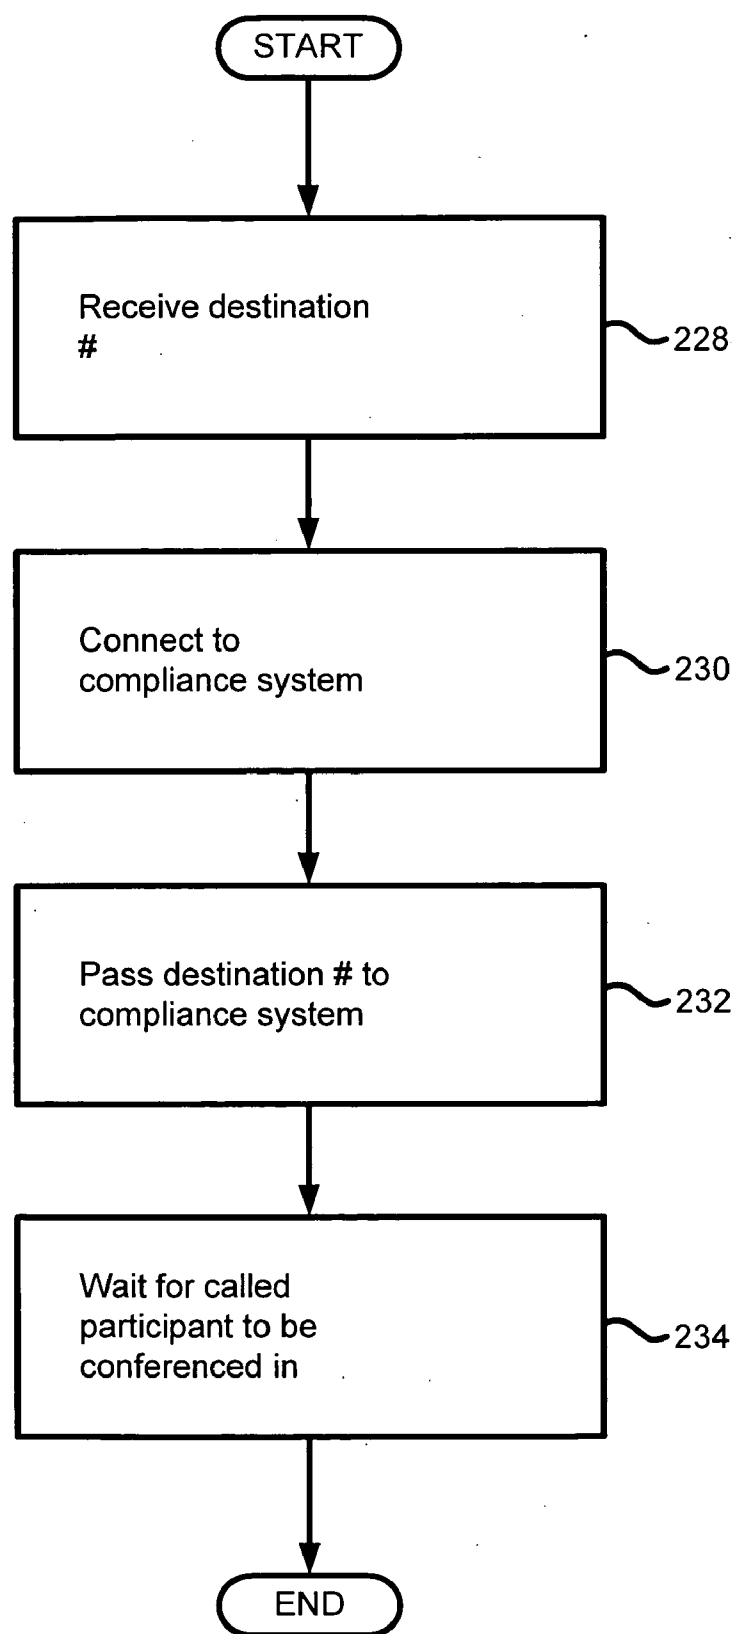 START
Receive destination
#
228
Connect to
compliance system
230
Pass destination # to
compliance system
232
Wait for called
participant to be
conferenced in
234
END